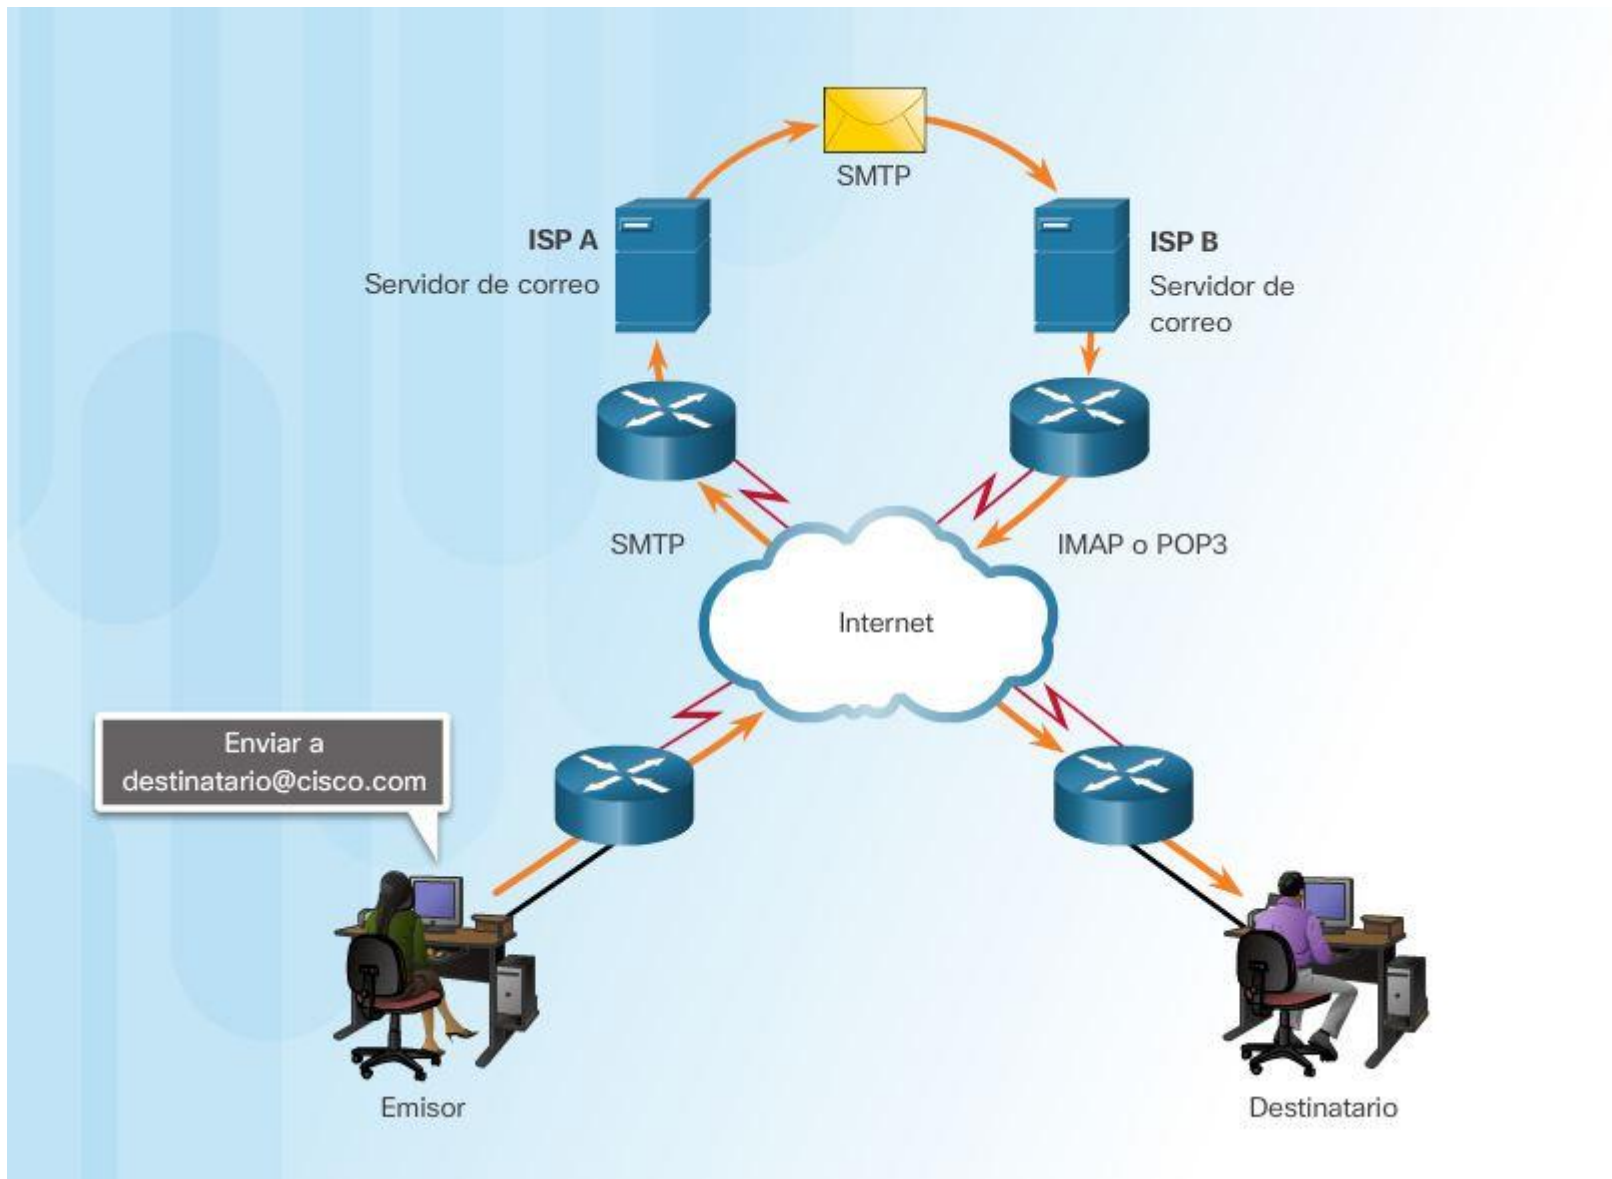 SMTP
ISP A
Servidor de correo
ISP B
Servidor de
correo
SMTP
IMAP o POP3
Internet
Enviar a
destinatario@cisco.com
Emisor
Destinatario